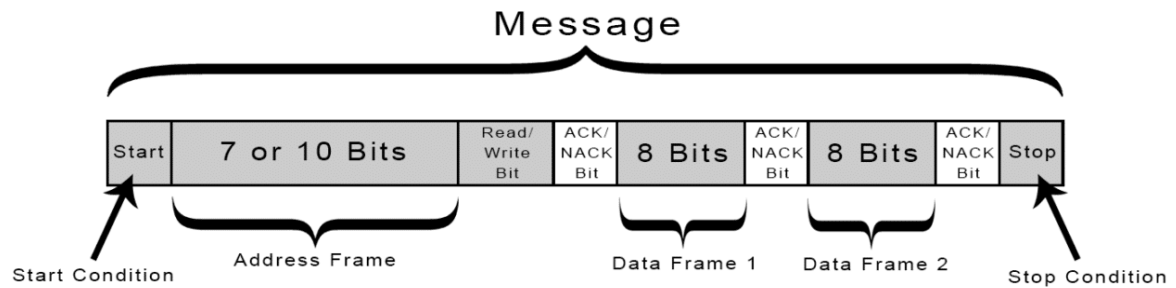 Message
Start
7 or 10 Bits
Read/
Write
Bit
ACK/
NACK
Bit
8 Bits
ACK/
NACK
Bit
8 Bits
ACK/
NACK
Bit
Stop
Start Condition
Address Frame
Data Frame 1
Data Frame 2
Stop Condition